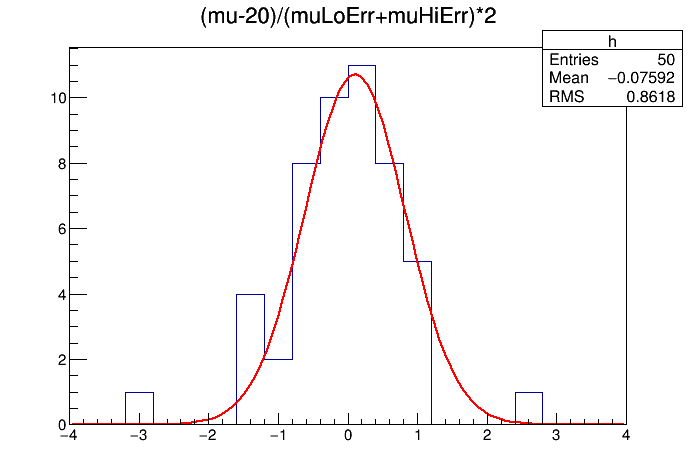 (mu-20)/(muLoErr+muHiErr)*2
h
Entries 50
Mean −0.07592
RMS 0.8618
10
8
6
4
2
0
−4 −3 −2 −1 0 1 2 3 4